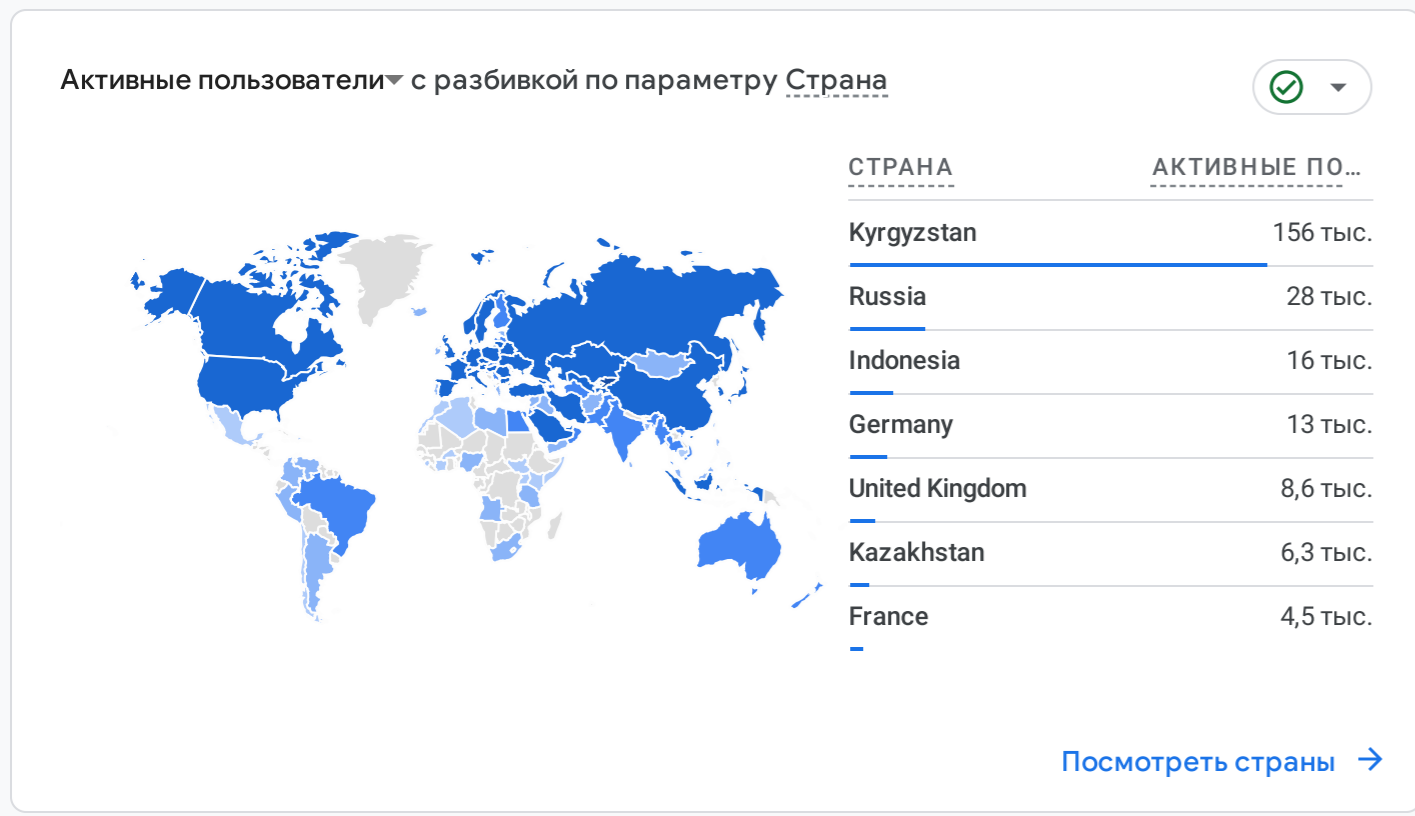 Активные пользователи с разбивкой по параметру Страна
СТРАНА АКТИВНЫЕ ПО...
Kyrgyzstan 156 тыс.
Russia 28 тыс.
Indonesia 16 тыс.
Germany 13 тыс.
United Kingdom 8,6 тыс.
Kazakhstan 6,3 тыс.
France 4,5 тыс.
Посмотреть страны